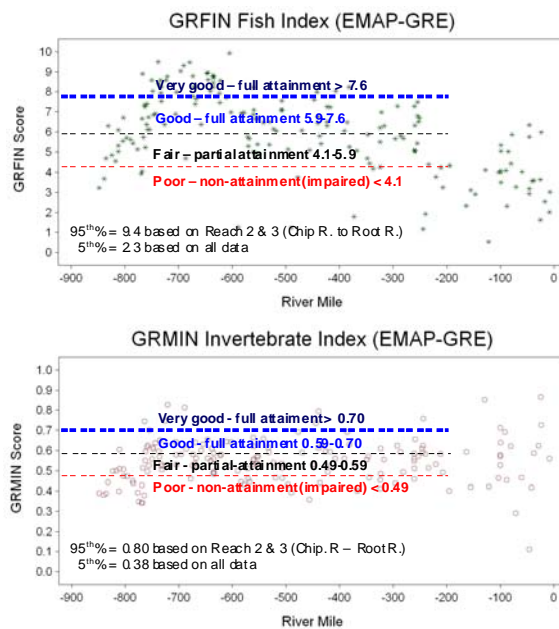 GRFIN Fish Index (EMAP-GRE)
10
9
8
7
6
5
4
3
2
1
0
GRFIN Score
Very good – full attainment > 7.6
Good – full attainment 5.9-7.6
Fair – partial attainment 4.1-5.9
Poor – non-attainment (impaired) < 4.1
95th% = 9.4 based on Reach 2 & 3 (Chip R. to Root R.)
5th% = 2.3 based on all data
-900 -800 -700 -600 -500 -400 -300 -200 -100 0
River Mile
GRMIN Invertebrate Index (EMAP-GRE)
1.0
0.9
0.8
0.7
0.6
0.5
0.4
0.3
0.2
0.1
0.0
GRMIN Score
Very good - full attaiment> 0.70
Good - full attaiment 0.59-0.70
Fair - partial-attainment 0.49-0.59
Poor - non-attainment (impaired) < 0.49
95th% = 0.80 based on Reach 2 & 3 (Chip. R – Root R.)
5th% = 0.38 based on all data
-900 -800 -700 -600 -500 -400 -300 -200 -100 0
River Mile